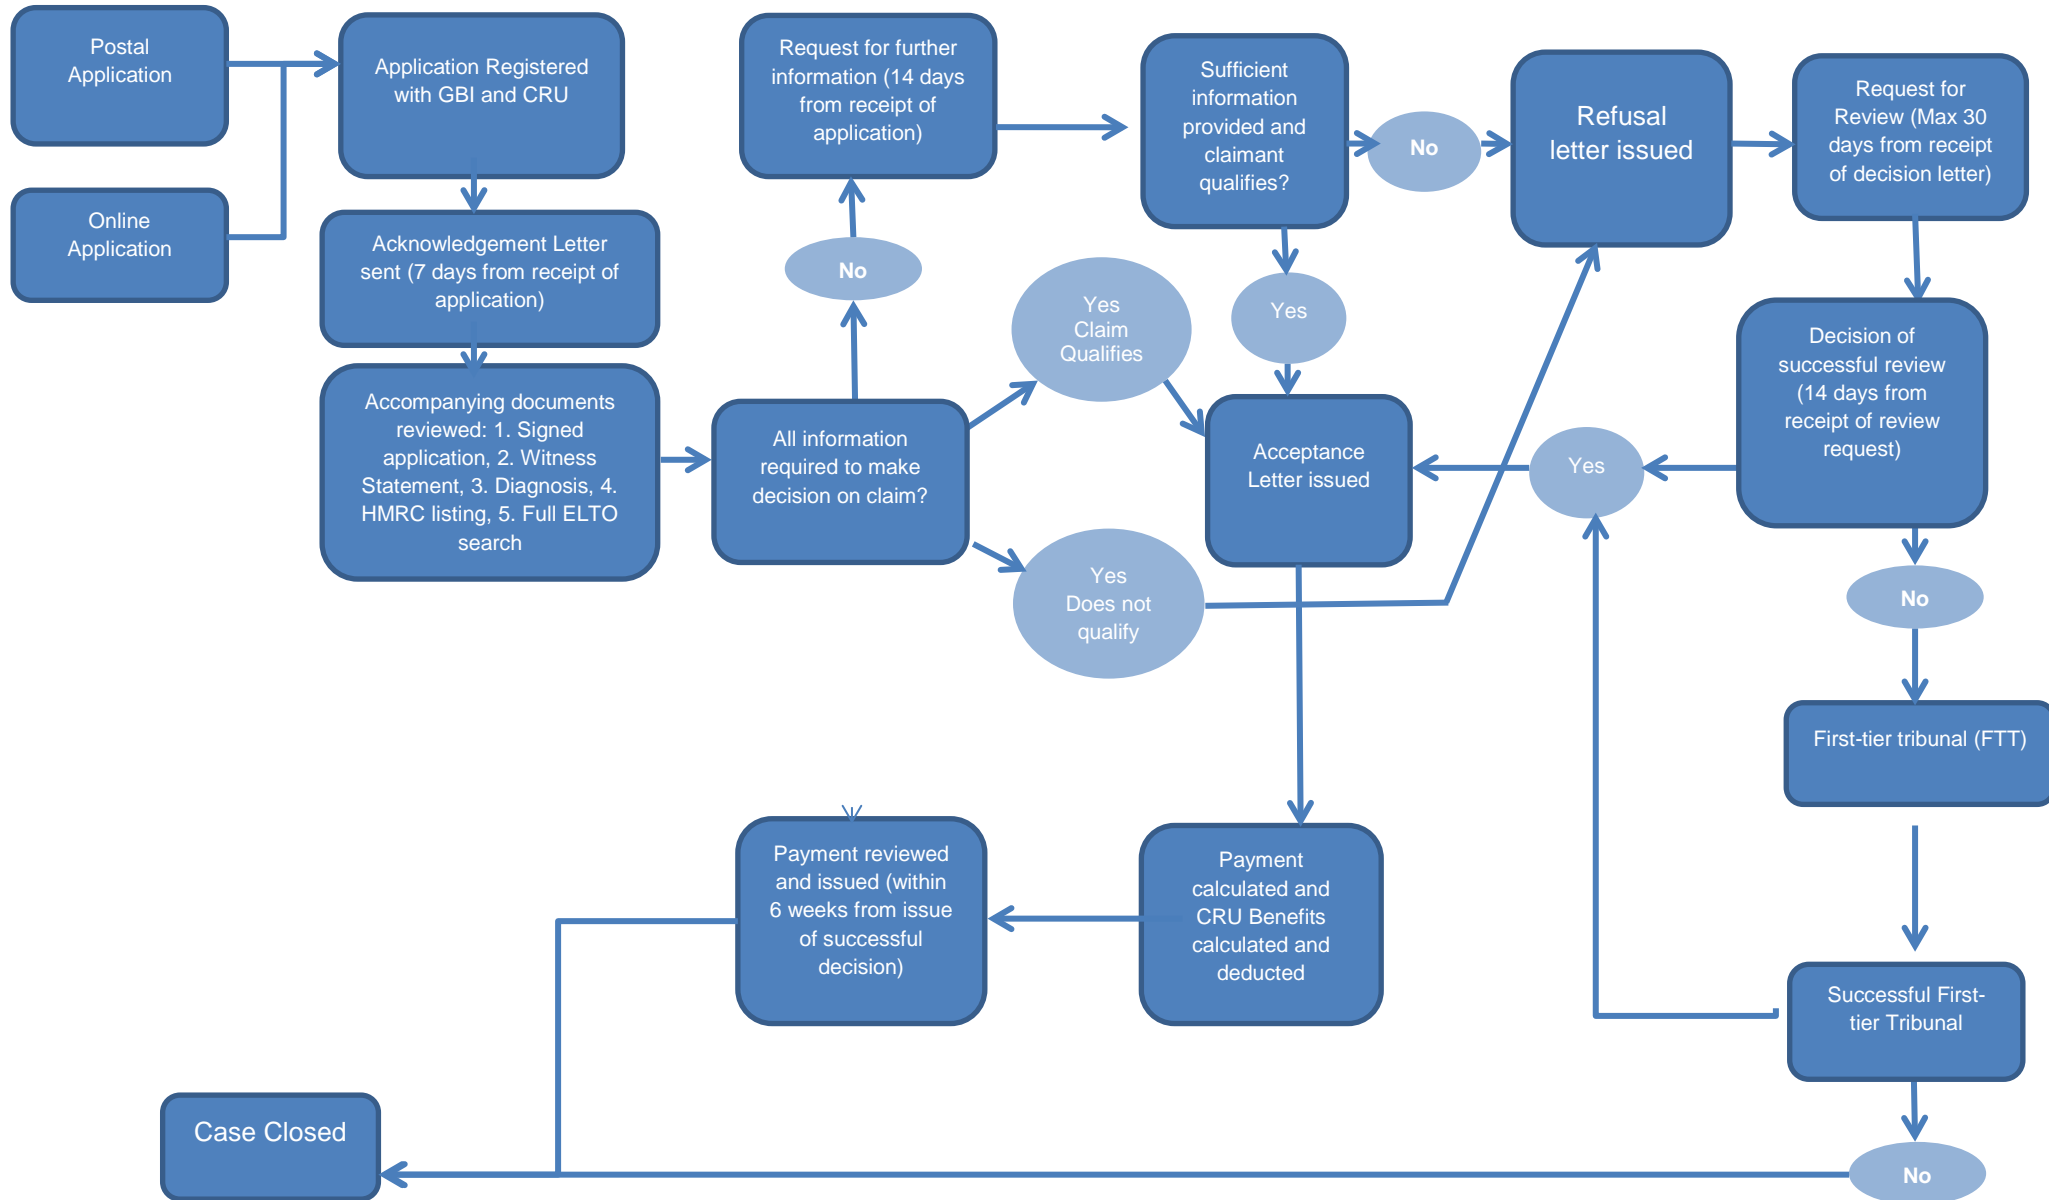 Postal
Application
Application Registered
with GBI and CRU
Request for further
information (14 days
from receipt of
application)
Sufficient
information
provided and
claimant
qualifies?
No
Refusal
letter issued
Request for
Review (Max 30
days from receipt
of decision letter)
Online
Application
Acknowledgement Letter
sent (7 days from receipt of
application)
No
Yes
Claim
Qualifies
Yes
Decision of
successful review
(14 days from
receipt of review
request)
Accompanying documents
reviewed: 1. Signed
application, 2. Witness
Statement, 3. Diagnosis, 4.
HMRC listing, 5. Full ELTO
search
All information
required to make
decision on claim?
Acceptance
Letter issued
Yes
Yes
Does not
qualify
No
First-tier tribunal (FTT)
Payment reviewed
and issued (within
6 weeks from issue
of successful
decision)
Payment
calculated and
CRU Benefits
calculated and
deducted
Successful First-
tier Tribunal
Case Closed
No